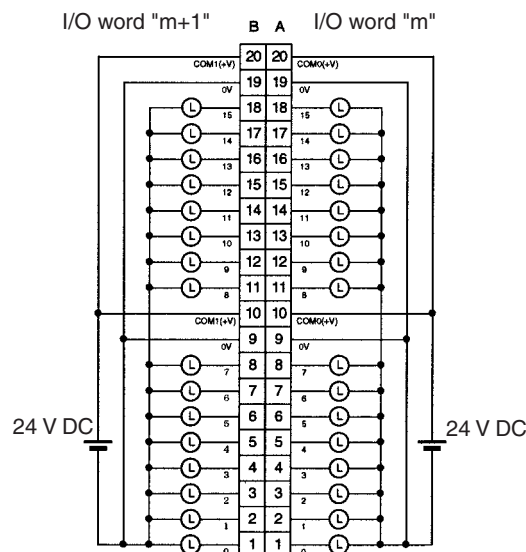 I/O word "m+1" B A I/O word "m"
20 20
COM1(+V) COM0(+V)
19 19
0V 0V
L 18 18 L
15 15
L 17 17 L
14 14
L 16 16 L
13 13
L 15 15 L
12 12
L 14 14 L
11 11
L 13 13 L
10 10
L 12 12 L
9 9
L 11 11 L
8 8
10 10
COM1(+V) COM0(+V)
9 9
0V 0V
L 8 8 L
7 7
L 7 7 L
6 6
L 6 6 L
5 5
24 V DC L 5 5 L 24 V DC
4 4
L 4 4 L
3 3
L 3 3 L
2 2
L 2 2 L
1 1
L 1 1 L
0 0